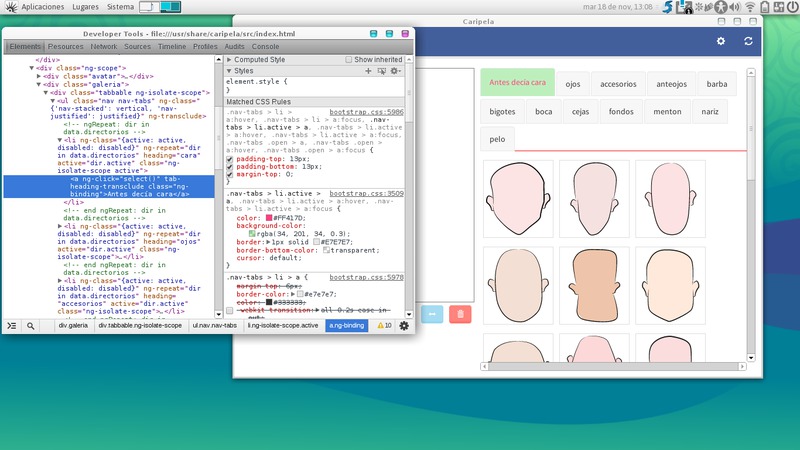 Aplicaciones Lugares Sistema
mar 18 de nov, 13:08
Caripela
Developer Tools - file:///usr/share/caripela/src/index.html
Elements Resources Network Sources Timeline Profiles Audits Console
</div>
<div class="ng-scope">
<div class="avatar">…</div>
<div class="galeria">
<div class="tabbable ng-isolate-scope">
<ul class="nav nav-tabs" ng-class="
{'nav-stacked': vertical, 'nav-
justified': justified}" ng-transclude>
<!-- ngRepeat: dir in
data.directorios -->
<li ng-class="{active: active,
disabled: disabled}" ng-repeat="dir
in data.directorios" heading="cara"
active="dir.active" class="ng-
isolate-scope active">
<a ng-click="select()" tab-
heading-transclude class="ng-
binding">Antes decía cara</a>
</li>
<!-- end ngRepeat: dir in
data.directorios -->
<li ng-class="{active: active,
disabled: disabled}" ng-repeat="dir
in data.directorios" heading="ojos"
active="dir.active" class="ng-
isolate-scope">…</li>
<!-- end ngRepeat: dir in
data.directorios -->
<li ng-class="{active: active,
disabled: disabled}" ng-repeat="dir
in data.directorios" heading=
"accesorios" active="dir.active"
class="ng-isolate-scope">…</li>
Computed Style Show inherited
Styles
element.style {
}
Matched CSS Rules
.nav-tabs > li > bootstrap.css:5986
a:hover, .nav-tabs > li > a:focus, .nav-
tabs > li.active > a, .nav-tabs > li.active >
a:hover, .nav-tabs > li.active > a:focus,
.nav-tabs .open > a, .nav-tabs .open >
a:hover, .nav-tabs .open > a:focus {
padding-top: 13px;
padding-bottom: 13px;
margin-top: 0;
}
.nav-tabs > li.active > bootstrap.css:3509
a, .nav-tabs > li.active > a:hover, .nav-
tabs > li.active > a:focus {
color: #FF417D;
background-color:
rgba(34, 201, 34, 0.3);
border: 1px solid #E7E7E7;
border-bottom-color: transparent;
cursor: default;
}
.nav-tabs > li > a { bootstrap.css:5978
margin-top: 6px;
border-color: #e7e7e7;
color: #333333;
-webkit-transition: all 0.2s ease-in-
div.galeria div.tabbable.ng-isolate-scope ul.nav.nav-tabs li.ng-isolate-scope.active a.ng-binding 10
Antes decía cara ojos accesorios anteojos barba
bigotes boca cejas fondos menton nariz
pelo